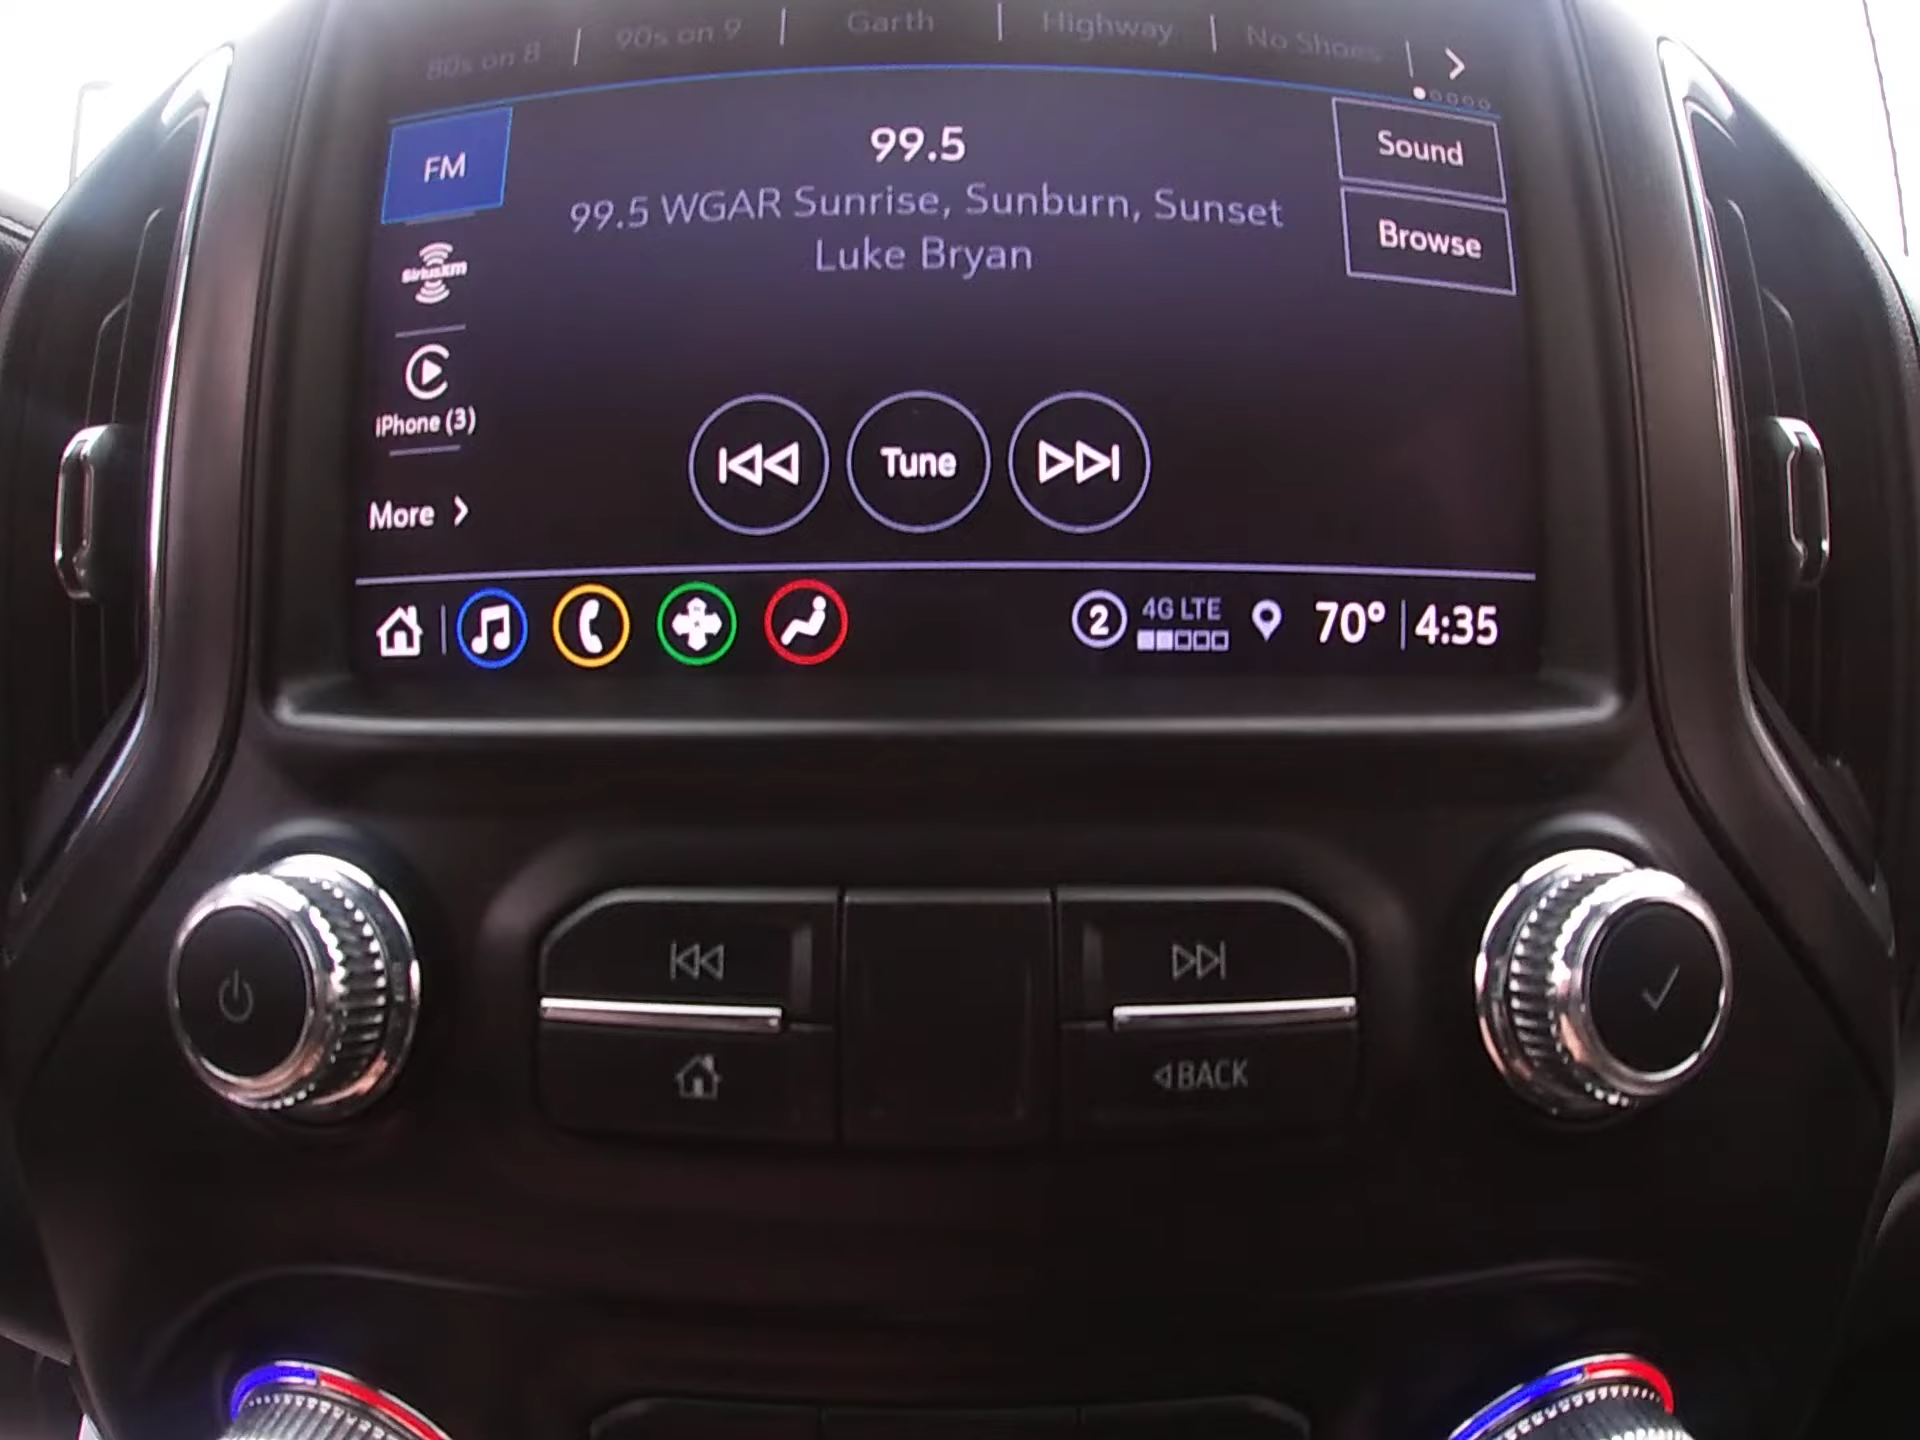 80s on 8 | 90s on 9 | Garth | Highway | No Shoes
FM
99.5
99.5 WGAR Sunrise, Sunburn, Sunset
Luke Bryan
Sound
Browse
SiriusXM
iPhone (3)
More
Tune
2 4G LTE 70° 4:35
BACK